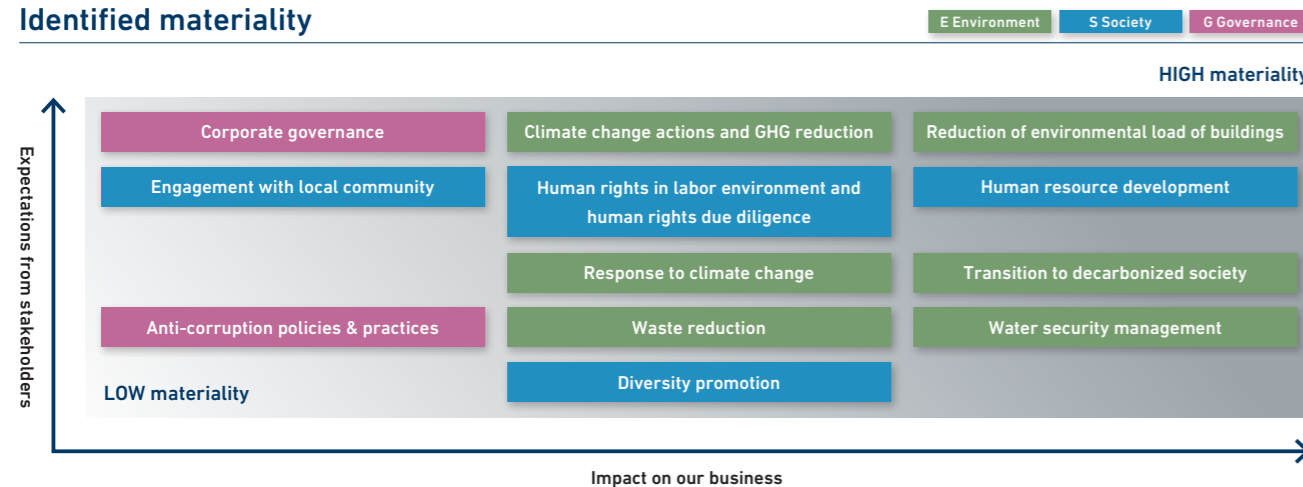 Identified materiality
E Environment
S Society
G Governance
HIGH materiality
Expectations from stakeholders
Corporate governance
Climate change actions and GHG reduction
Reduction of environmental load of buildings
Engagement with local community
Human rights in labor environment and
human rights due diligence
Human resource development
Response to climate change
Transition to decarbonized society
Anti-corruption policies & practices
Waste reduction
Water security management
Diversity promotion
LOW materiality
Impact on our business